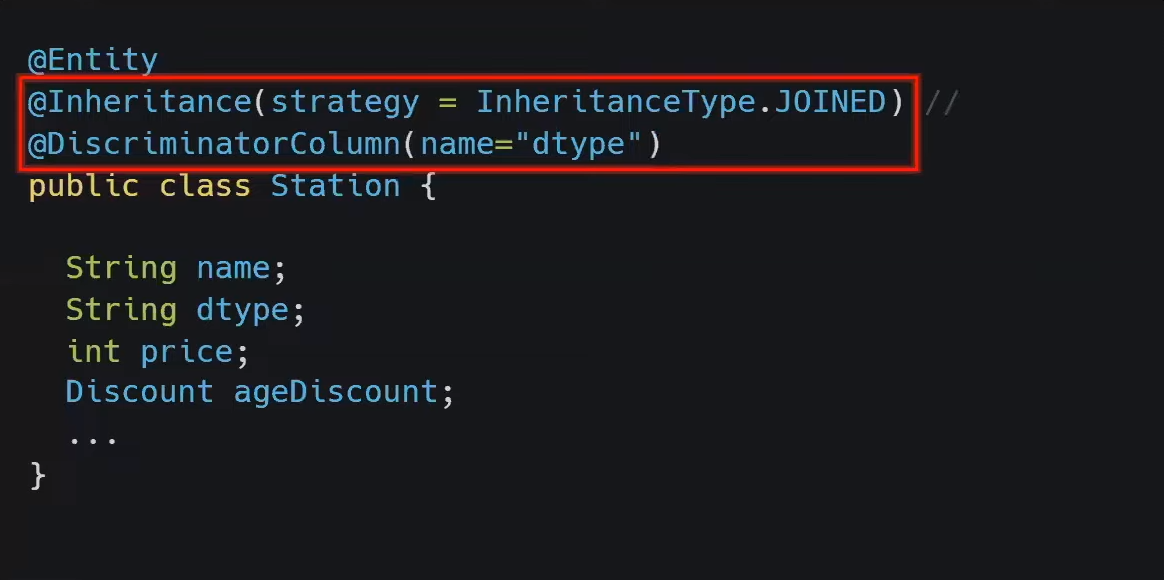 @Entity
@Inheritance(strategy = InheritanceType.JOINED) //
@DiscriminatorColumn(name="dtype")
public class Station {
String name;
String dtype;
int price;
Discount ageDiscount;
...
}